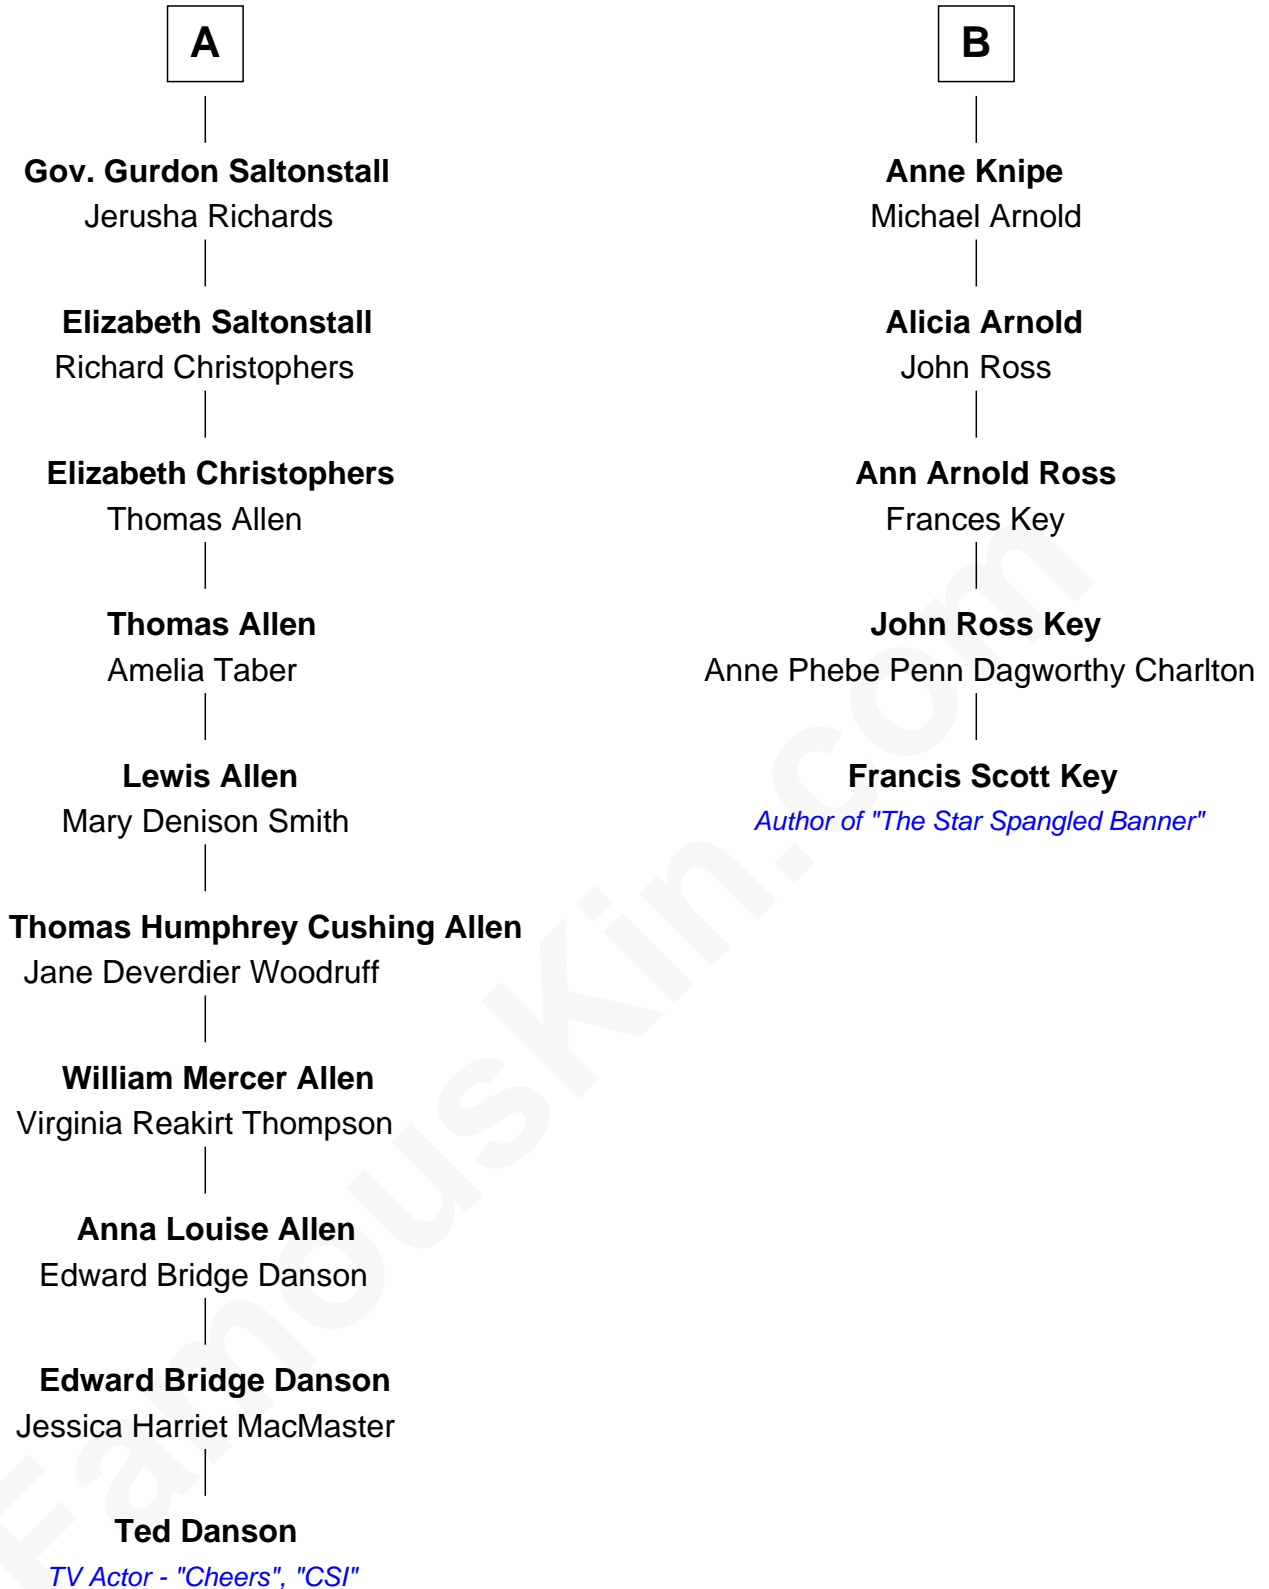 A
Gov. Gurdon Saltonstall
Jerusha Richards
Elizabeth Saltonstall
Richard Christophers
Elizabeth Christophers
Thomas Allen
Thomas Allen
Amelia Taber
Lewis Allen
Mary Denison Smith
Thomas Humphrey Cushing Allen
Jane Deverdier Woodruff
William Mercer Allen
Virginia Reakirt Thompson
Anna Louise Allen
Edward Bridge Danson
Edward Bridge Danson
Jessica Harriet MacMaster
Ted Danson
TV Actor - "Cheers", "CSI"
B
Anne Knipe
Michael Arnold
Alicia Arnold
John Ross
Ann Arnold Ross
Frances Key
John Ross Key
Anne Phebe Penn Dagworthy Charlton
Francis Scott Key
Author of "The Star Spangled Banner"
FamousKin.com